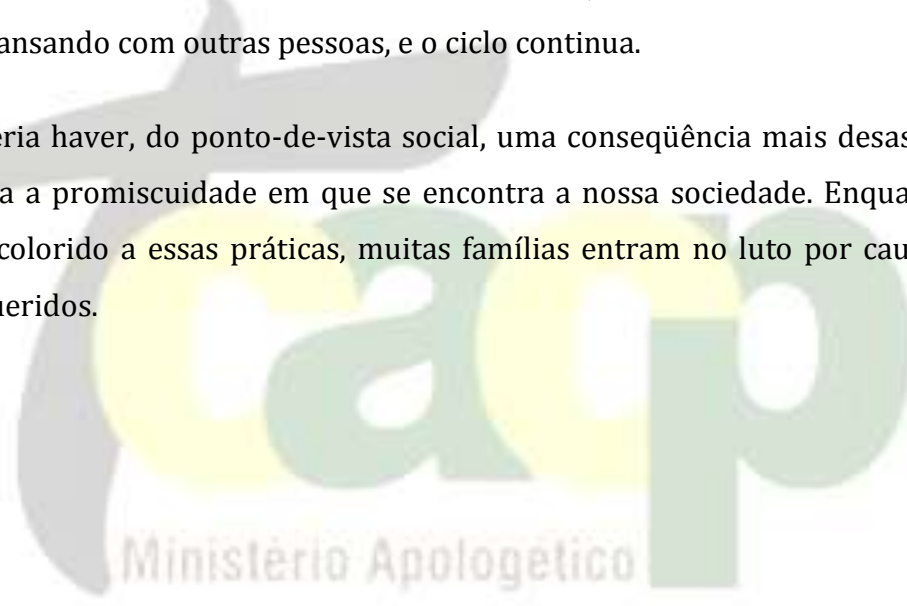 ansando com outras pessoas, e o ciclo continua.
eria haver, do ponto-de-vista social, uma conseqüência mais desas
a a promiscuidade em que se encontra a nossa sociedade. Enqua
colorido a essas práticas, muitas famílias entram no luto por cau
ueridos.
cacp
Ministério Apologético